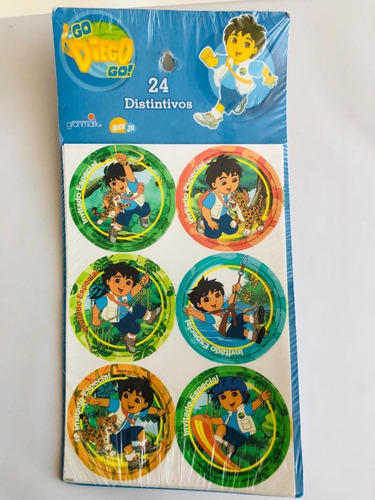 GO
DIEGO
GO!
24
Distintivos
granmark
NICK JR
Invitado Especial
Invitado Especial
Invitado Especial
Invitado Especial
Invitado Especial
Invitado Especial